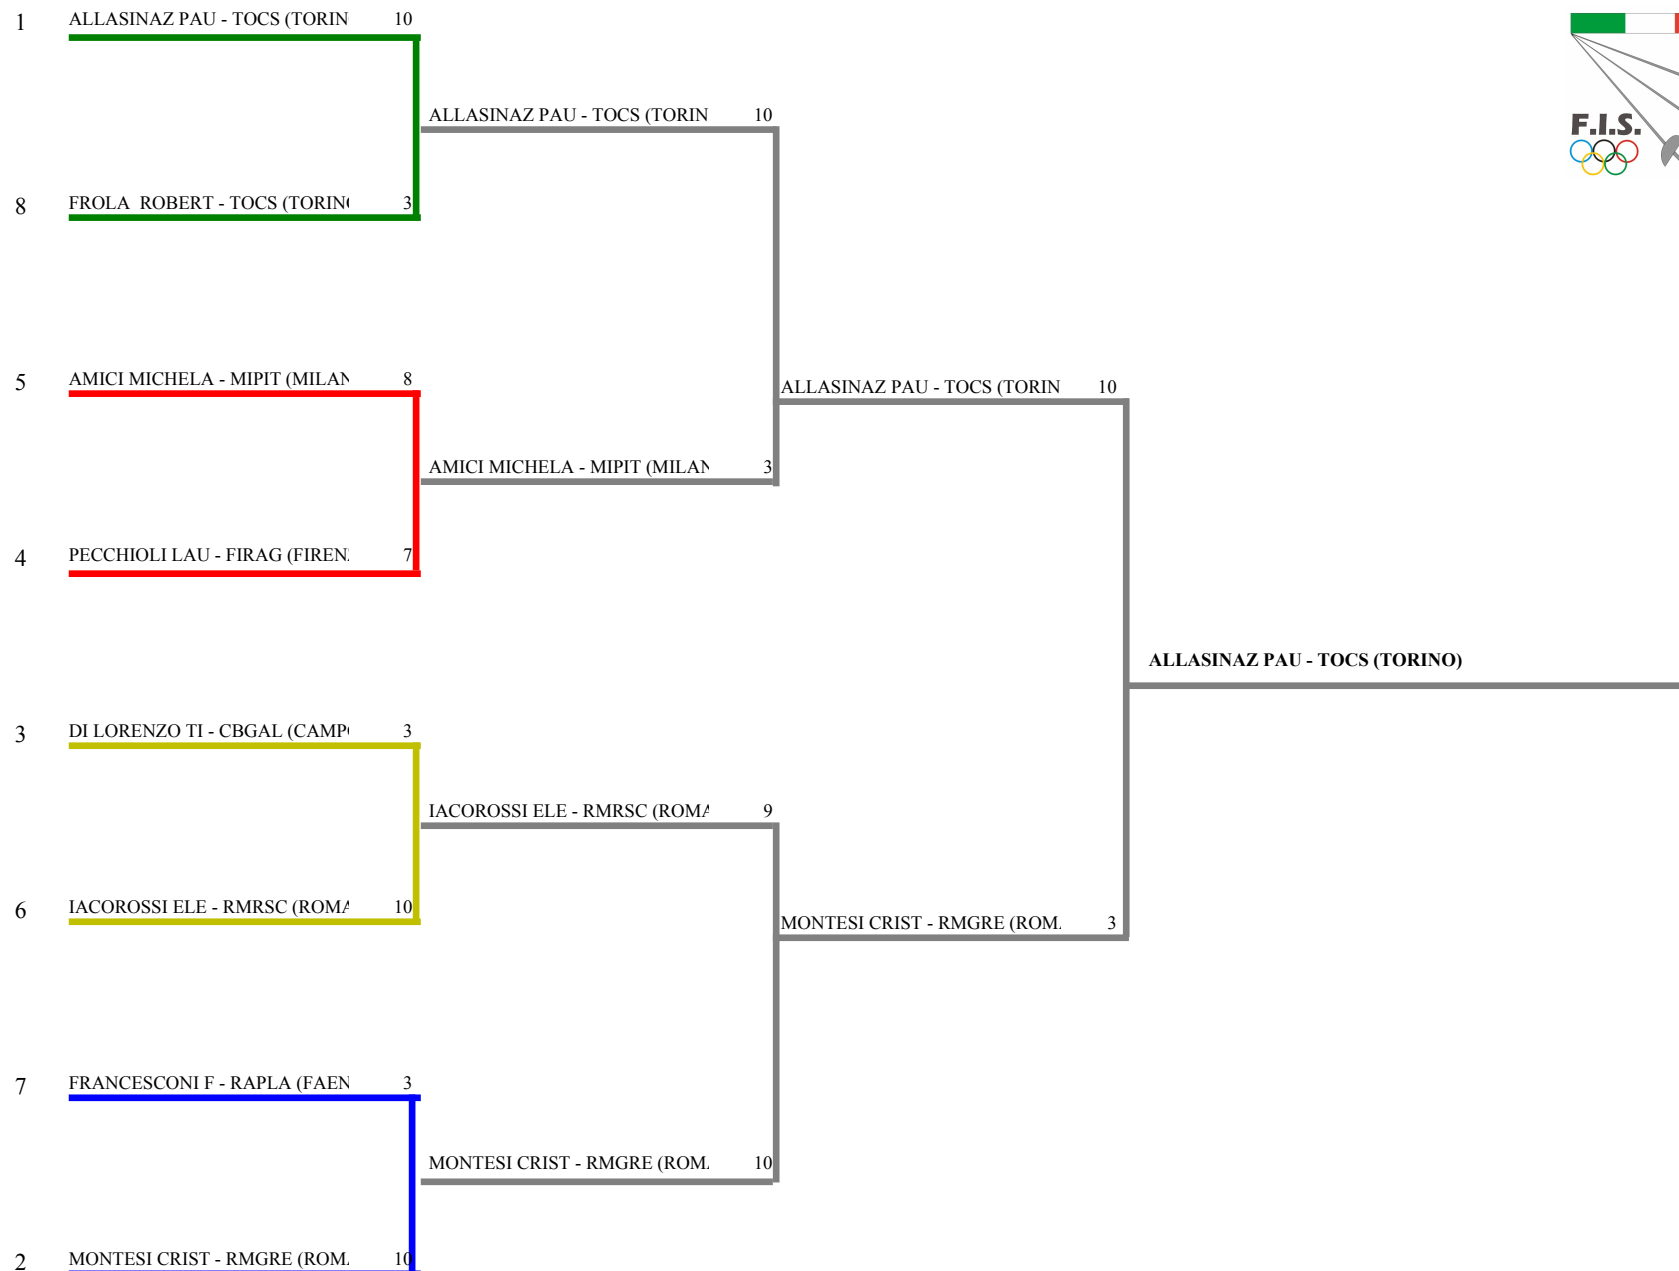 1 ALLASINAZ PAU - TOCS (TORIN 10
ALLASINAZ PAU - TOCS (TORIN 10
F.I.S.
8 FROLA ROBERT - TOCS (TORIN 3
5 AMICI MICHELA - MIPIT (MILAN 8
ALLASINAZ PAU - TOCS (TORIN 10
AMICI MICHELA - MIPIT (MILAN 3
4 PECCHIOLI LAU - FIRAG (FIREN 7
ALLASINAZ PAU - TOCS (TORINO)
3 DI LORENZO TI - CBGAL (CAMP 3
IACOROSSI ELE - RMRSC (ROMA 9
6 IACOROSSI ELE - RMRSC (ROMA 10
MONTESI CRIST - RMGRE (ROM 3
7 FRANCESCONI F - RAPLA (FAEN 3
MONTESI CRIST - RMGRE (ROM 10
2 MONTESI CRIST - RMGRE (ROM 10